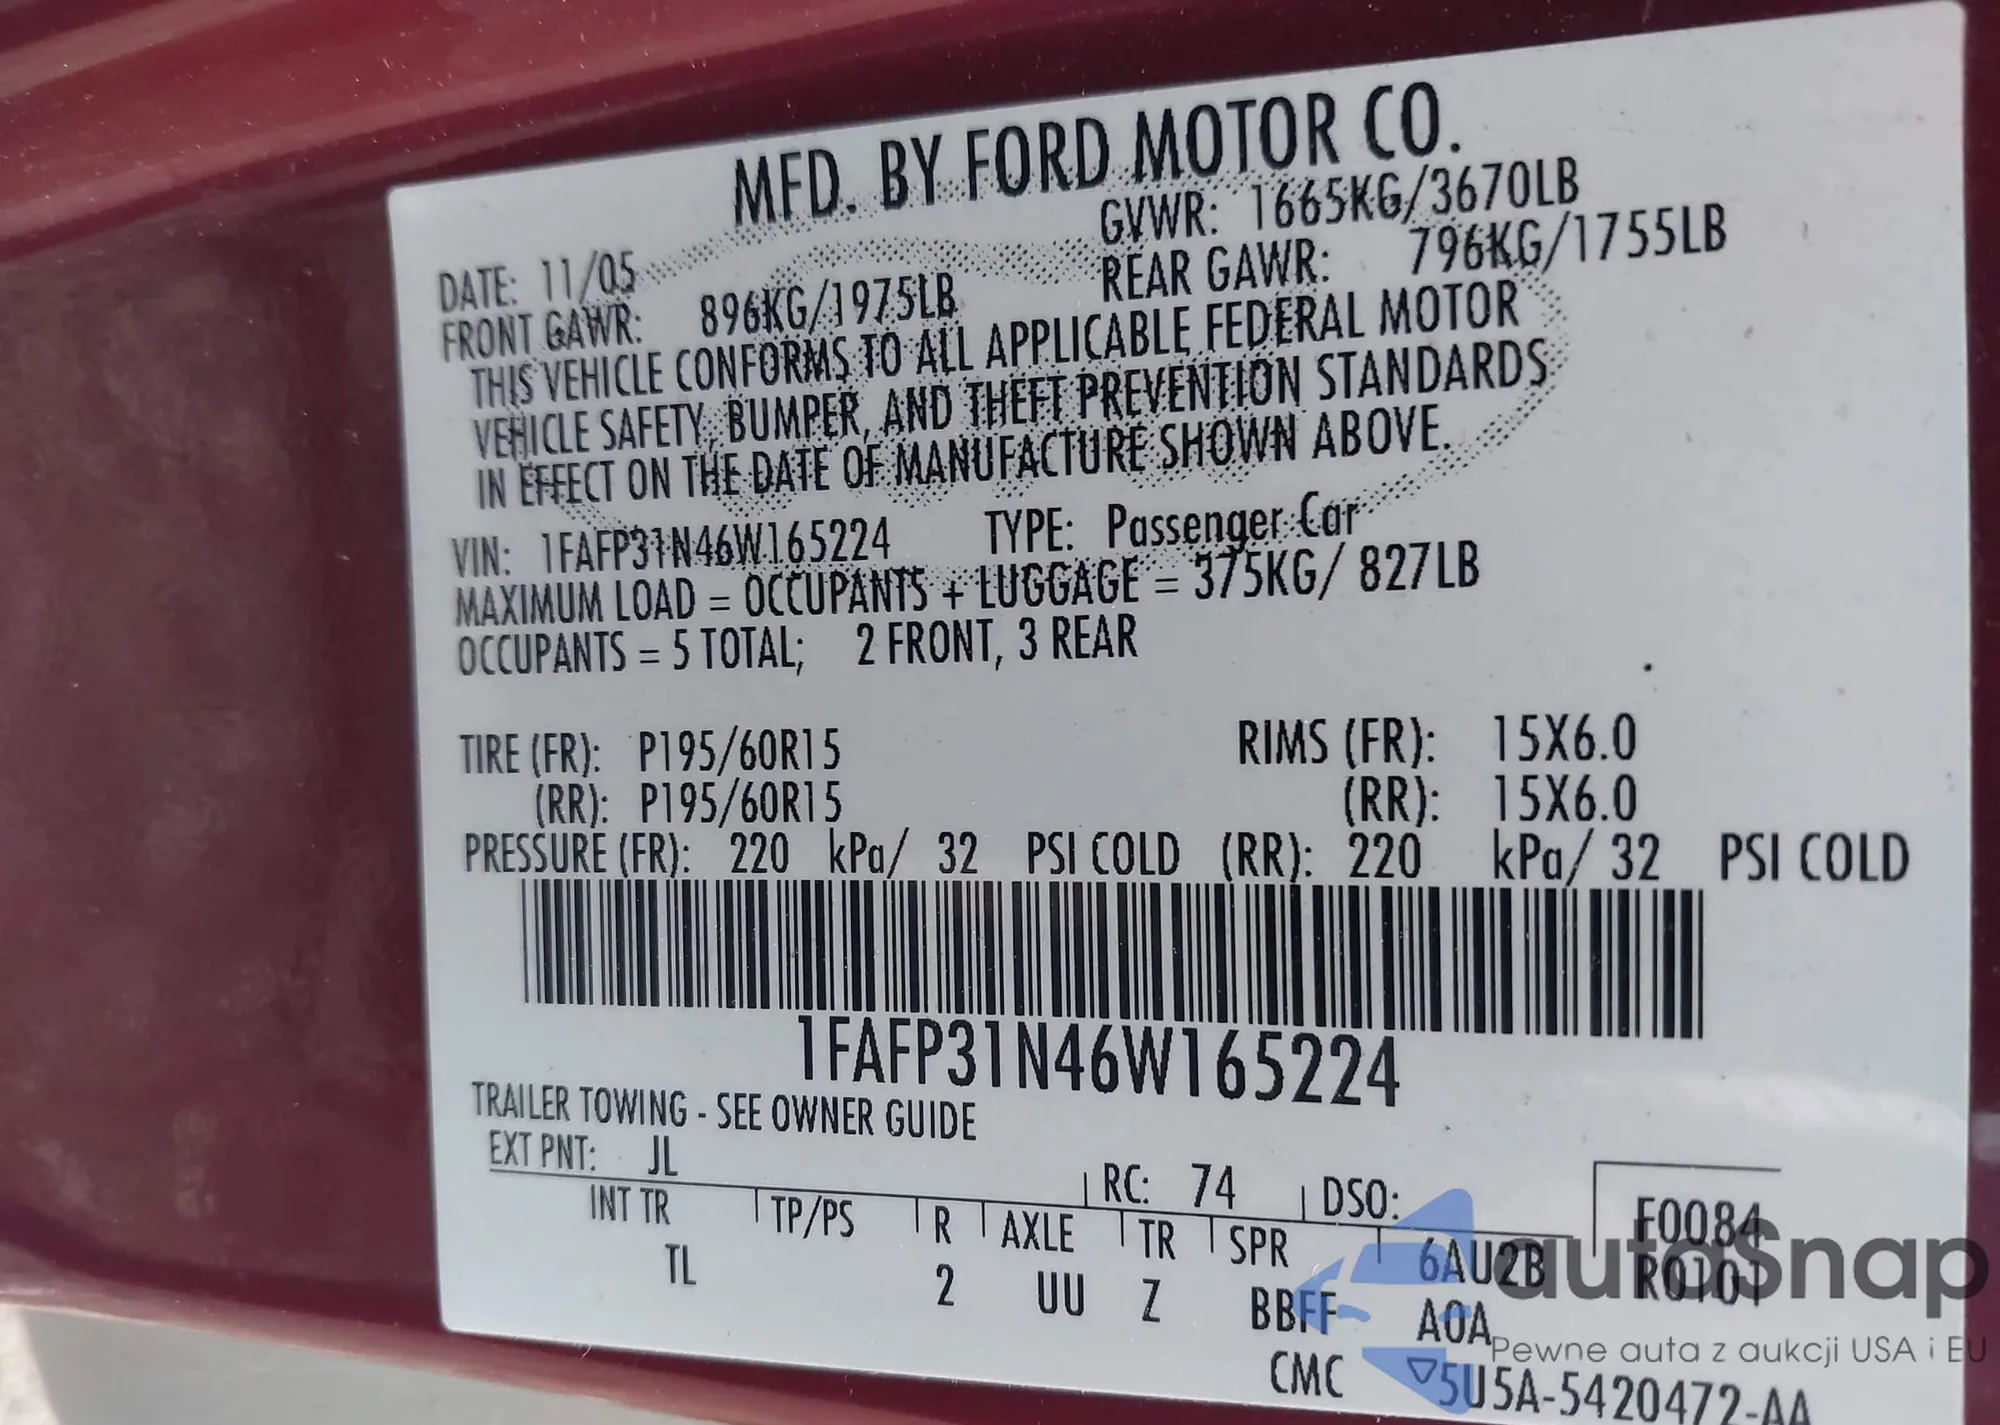 MFD. BY FORD MOTOR CO.
DATE: 11/05 GVWR: 1665KG/3670LB
FRONT GAWR: 896KG/1975LB REAR GAWR: 796KG/1755LB
THIS VEHICLE CONFORMS TO ALL APPLICABLE FEDERAL MOTOR
VEHICLE SAFETY, BUMPER, AND THEFT PREVENTION STANDARDS
IN EFFECT ON THE DATE OF MANUFACTURE SHOWN ABOVE.
VIN: 1FAFP31N46W165224 TYPE: Passenger Car
MAXIMUM LOAD = OCCUPANTS + LUGGAGE = 375KG/ 827LB
OCCUPANTS = 5 TOTAL; 2 FRONT, 3 REAR
TIRE (FR): P195/60R15 RIMS (FR): 15X6.0
(RR): P195/60R15 (RR): 15X6.0
PRESSURE (FR): 220 kPa/ 32 PSI COLD (RR): 220 kPa/ 32 PSI COLD
1FAFP31N46W165224
TRAILER TOWING - SEE OWNER GUIDE
EXT PNT: JL RC: 74 DSO: F0084
INT TR TP/PS R AXLE TR SPR 6AU2B R0101
TL 2 UU Z BBFF A0A
CMC ▽5U5A-5420472-AA
autoSnap
Pewne auta z aukcji USA i EU